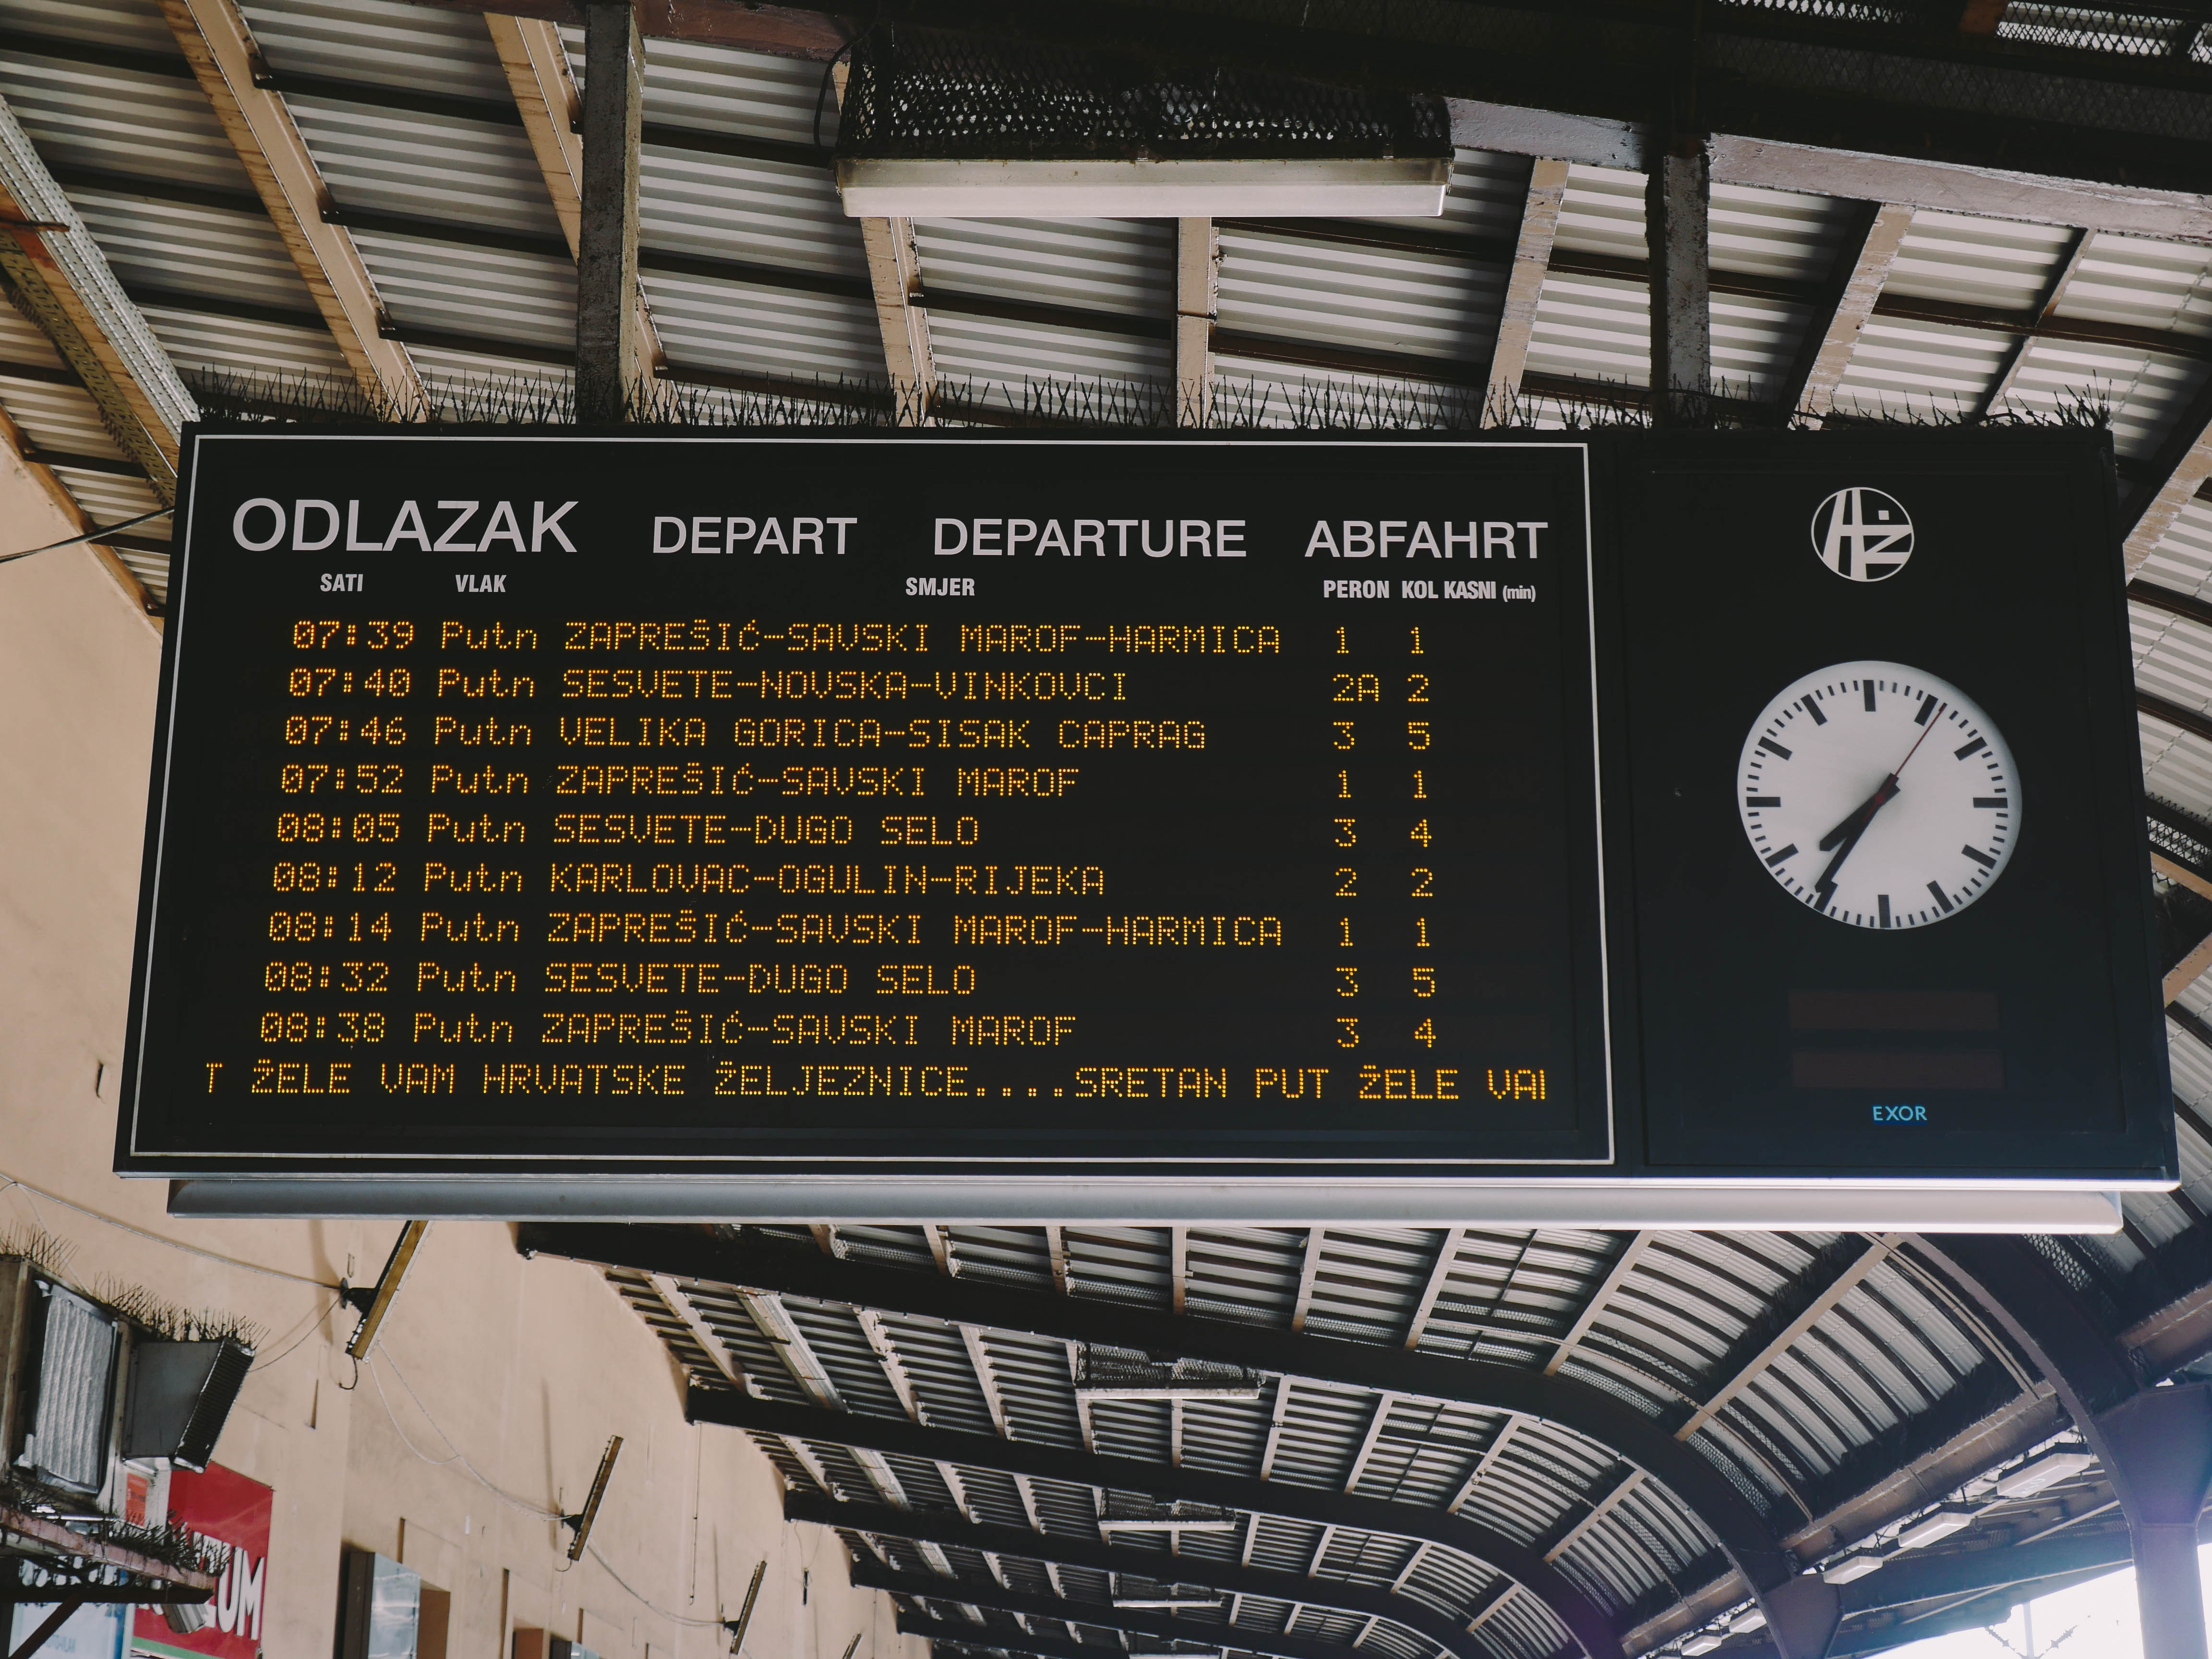 ODLAZAK DEPART DEPARTURE ABFAHRT
SATI VLAK SMJER PERON KOL KASNI (min)
07:39 Putn ZAPREŠIĆ-SAVSKI MAROF-HARMICA 1 1
07:40 Putn SESVETE-NOVSKA-VINKOVCI 2A 2
07:46 Putn VELIKA GORICA-SISAK CAPRAG 3 5
07:52 Putn ZAPREŠIĆ-SAVSKI MAROF 1 1
08:05 Putn SESVETE-DUGO SELO 3 4
08:12 Putn KARLOVAC-OGULIN-RIJEKA 2 2
08:14 Putn ZAPREŠIĆ-SAVSKI MAROF-HARMICA 1 1
08:32 Putn SESVETE-DUGO SELO 3 5
08:38 Putn ZAPREŠIĆ-SAVSKI MAROF 3 4
T ŽELE VAM HRVATSKE ŽELJEZNICE....SRETAN PUT ŽELE VA
HŽ
EXOR